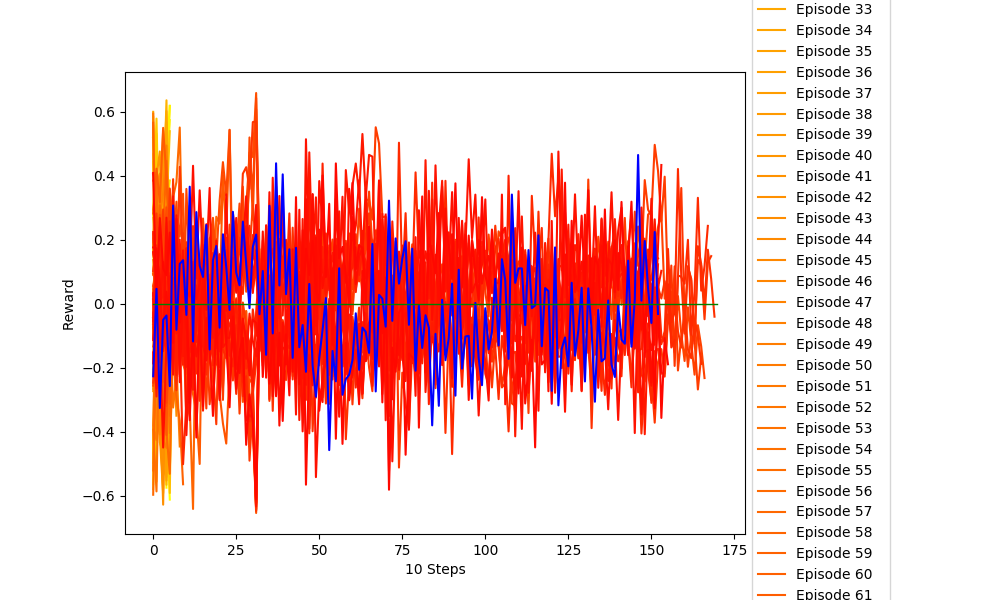 0.6
0.4
0.2
0.0
−0.2
−0.4
−0.6
Reward
0
25
50
75
100
125
150
175
10 Steps
Episode 33
Episode 34
Episode 35
Episode 36
Episode 37
Episode 38
Episode 39
Episode 40
Episode 41
Episode 42
Episode 43
Episode 44
Episode 45
Episode 46
Episode 47
Episode 48
Episode 49
Episode 50
Episode 51
Episode 52
Episode 53
Episode 54
Episode 55
Episode 56
Episode 57
Episode 58
Episode 59
Episode 60
Episode 61